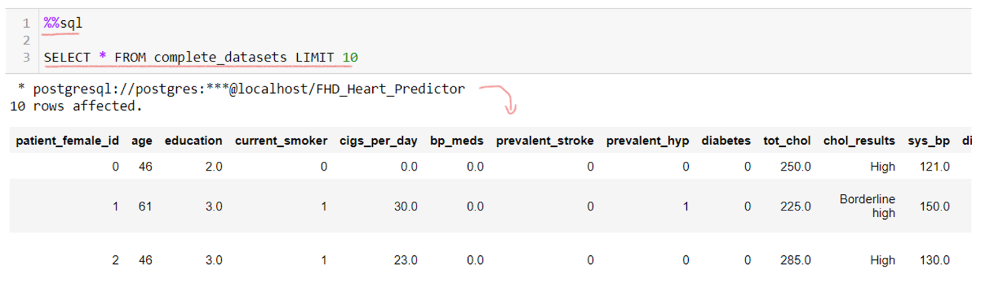 1 %%sql
2
3 SELECT * FROM complete_datasets LIMIT 10
* postgresql://postgres:***@localhost/FHD_Heart_Predictor
10 rows affected.
patient_female_id age education current_smoker cigs_per_day bp_meds prevalent_stroke prevalent_hyp diabetes tot_chol chol_results sys_bp di
0 46 2.0 0 0.0 0.0 0 0 0 250.0 High 121.0
1 61 3.0 1 30.0 0.0 0 1 0 225.0 Borderline high 150.0
2 46 3.0 1 23.0 0.0 0 0 0 285.0 High 130.0